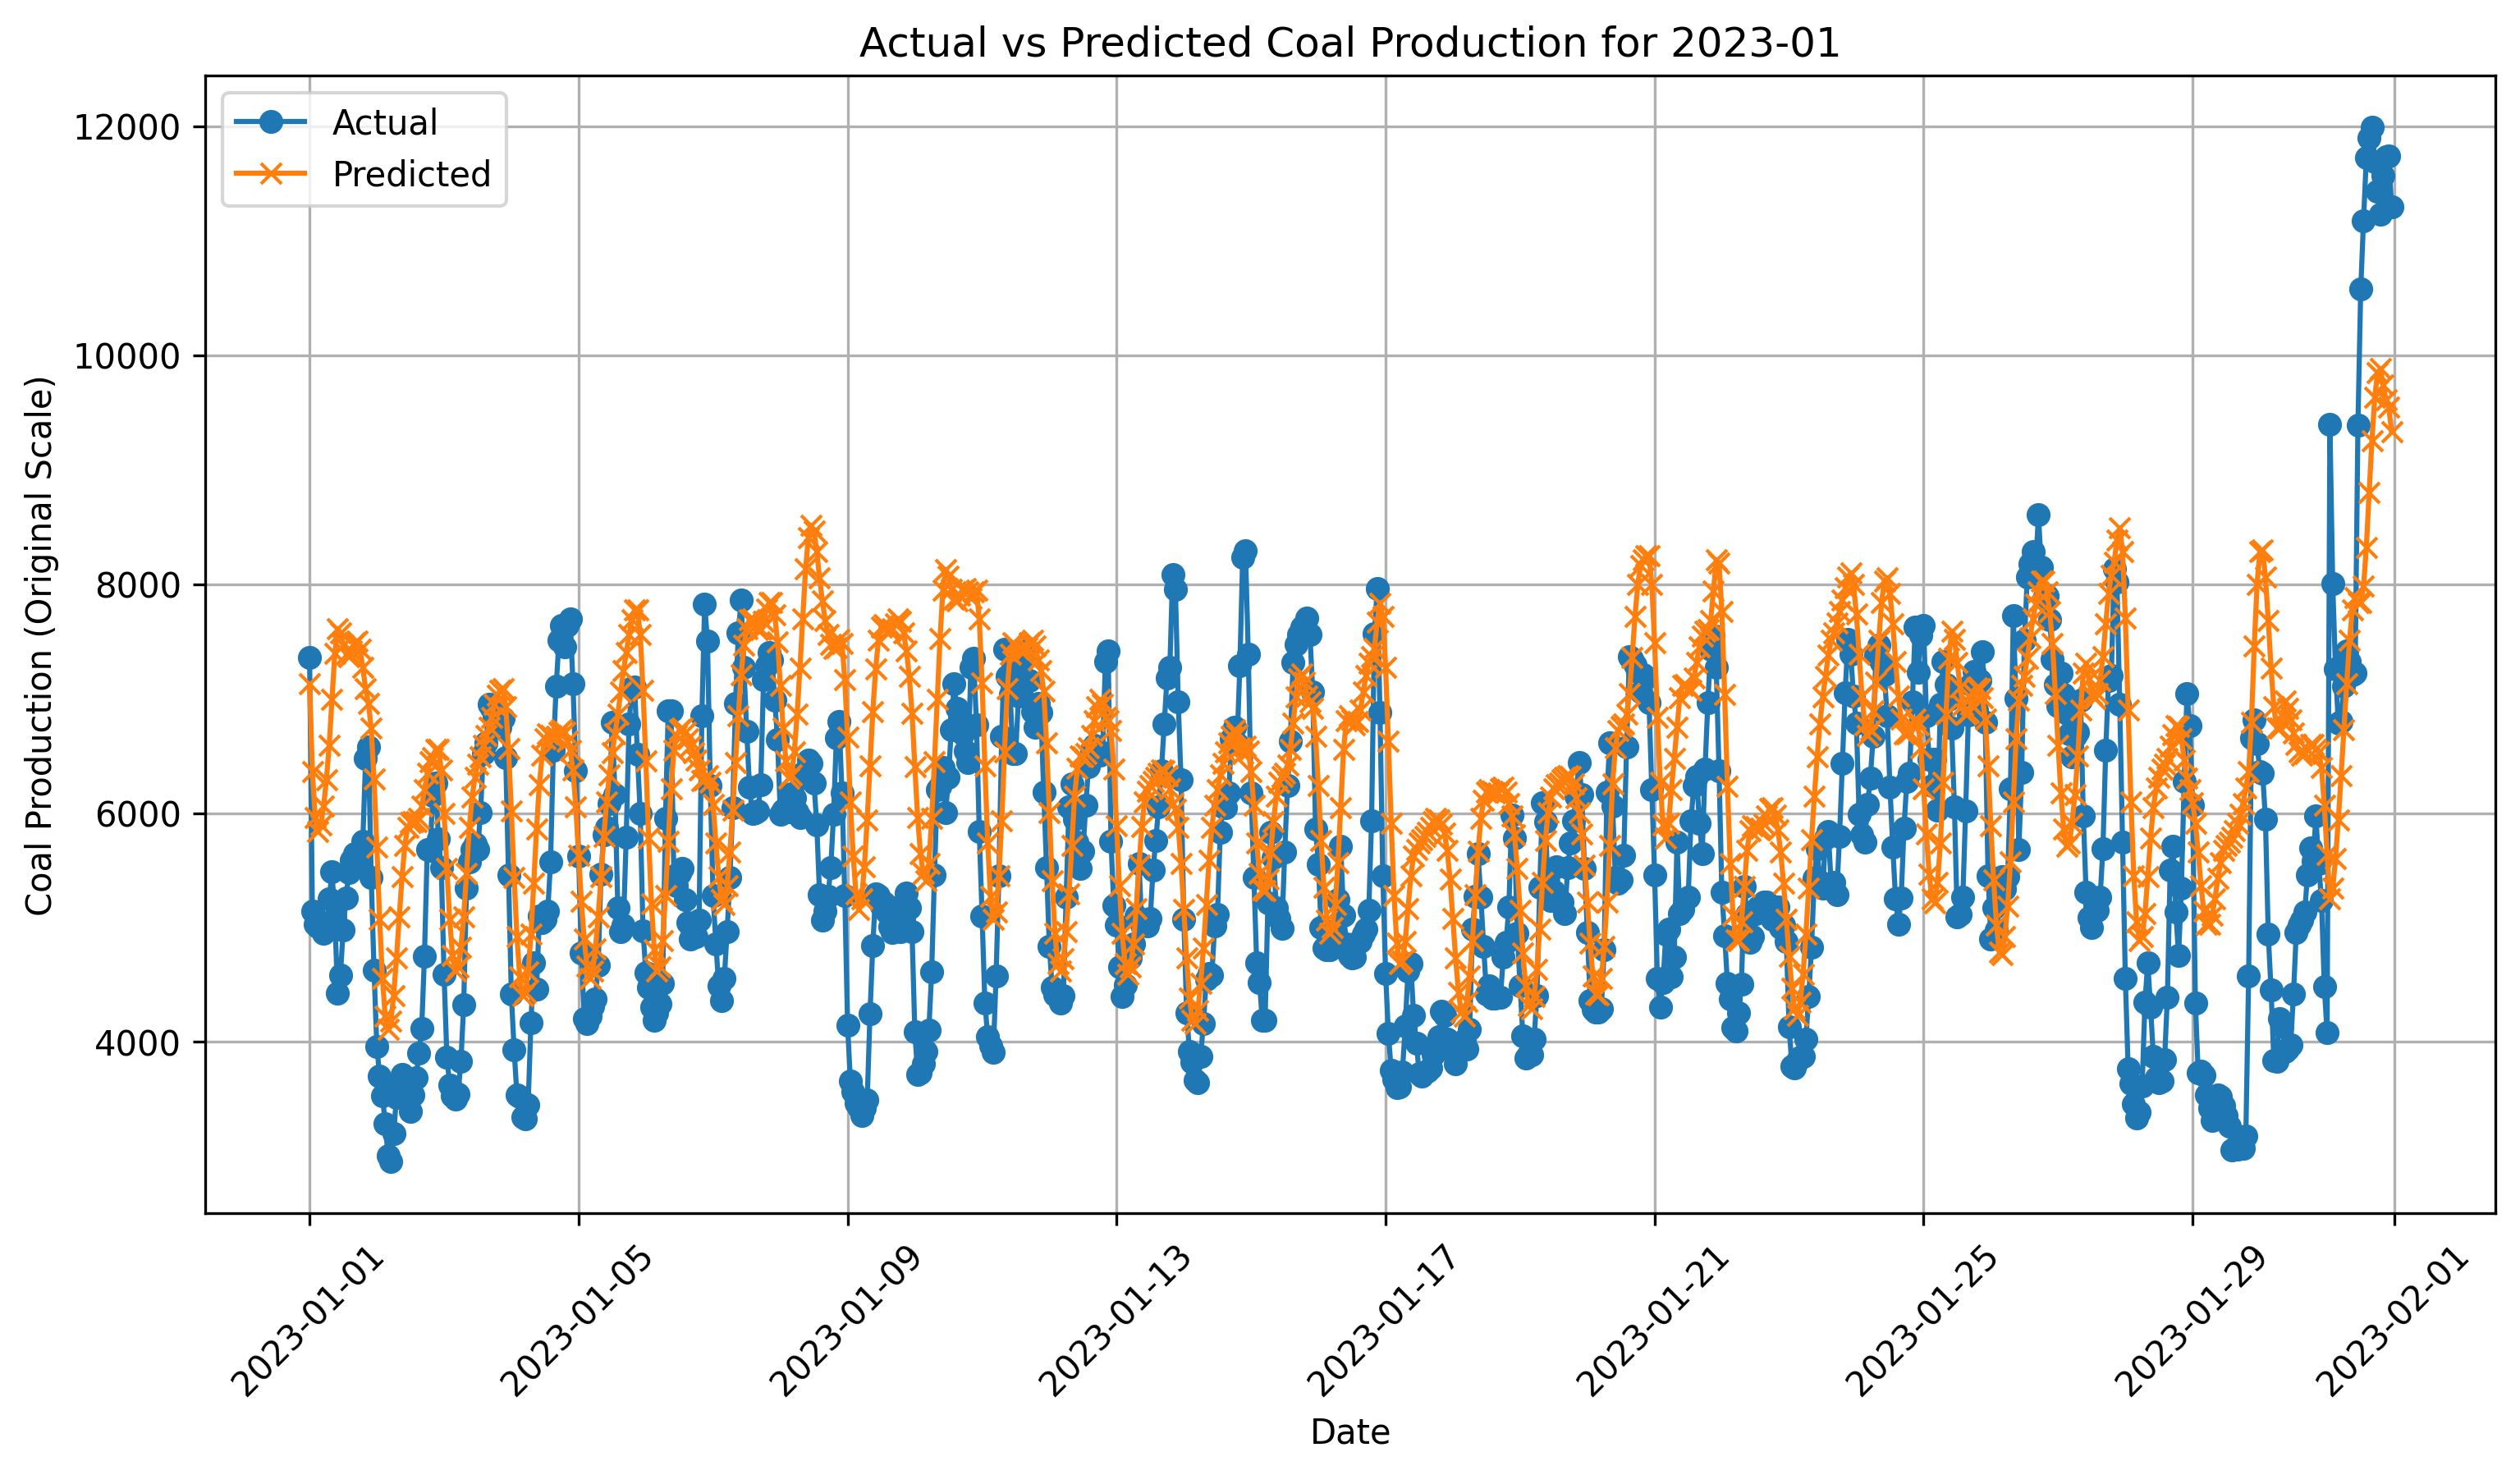 Actual vs Predicted Coal Production for 2023-01
Actual
Predicted
12000
10000
8000
6000
4000
Coal Production (Original Scale)
2023-01-01
2023-01-05
2023-01-09
2023-01-13
2023-01-17
2023-01-21
2023-01-25
2023-01-29
2023-02-01
Date